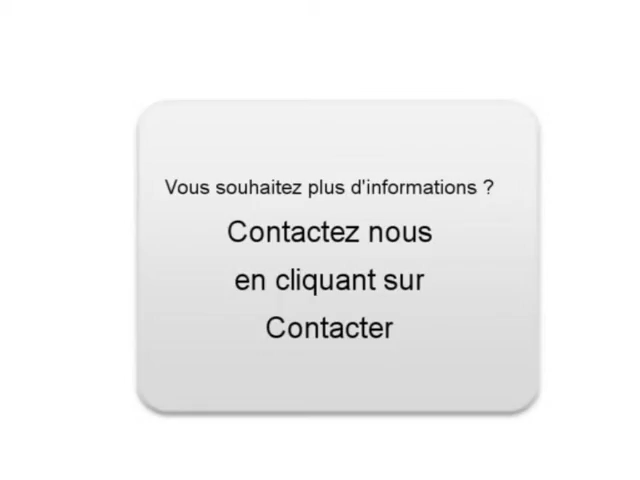 Vous souhaitez plus d'informations ?
Contactez nous
en cliquant sur
Contacter